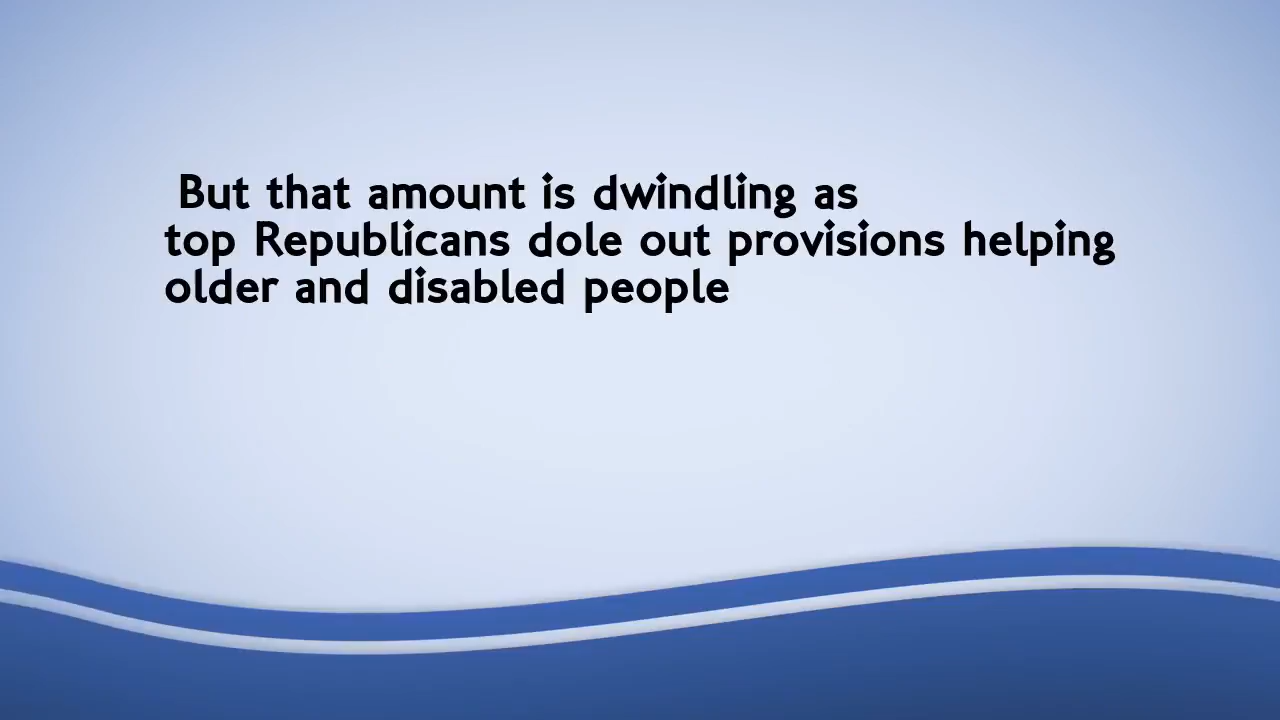 But that amount is dwindling as
top Republicans dole out provisions helping
older and disabled people